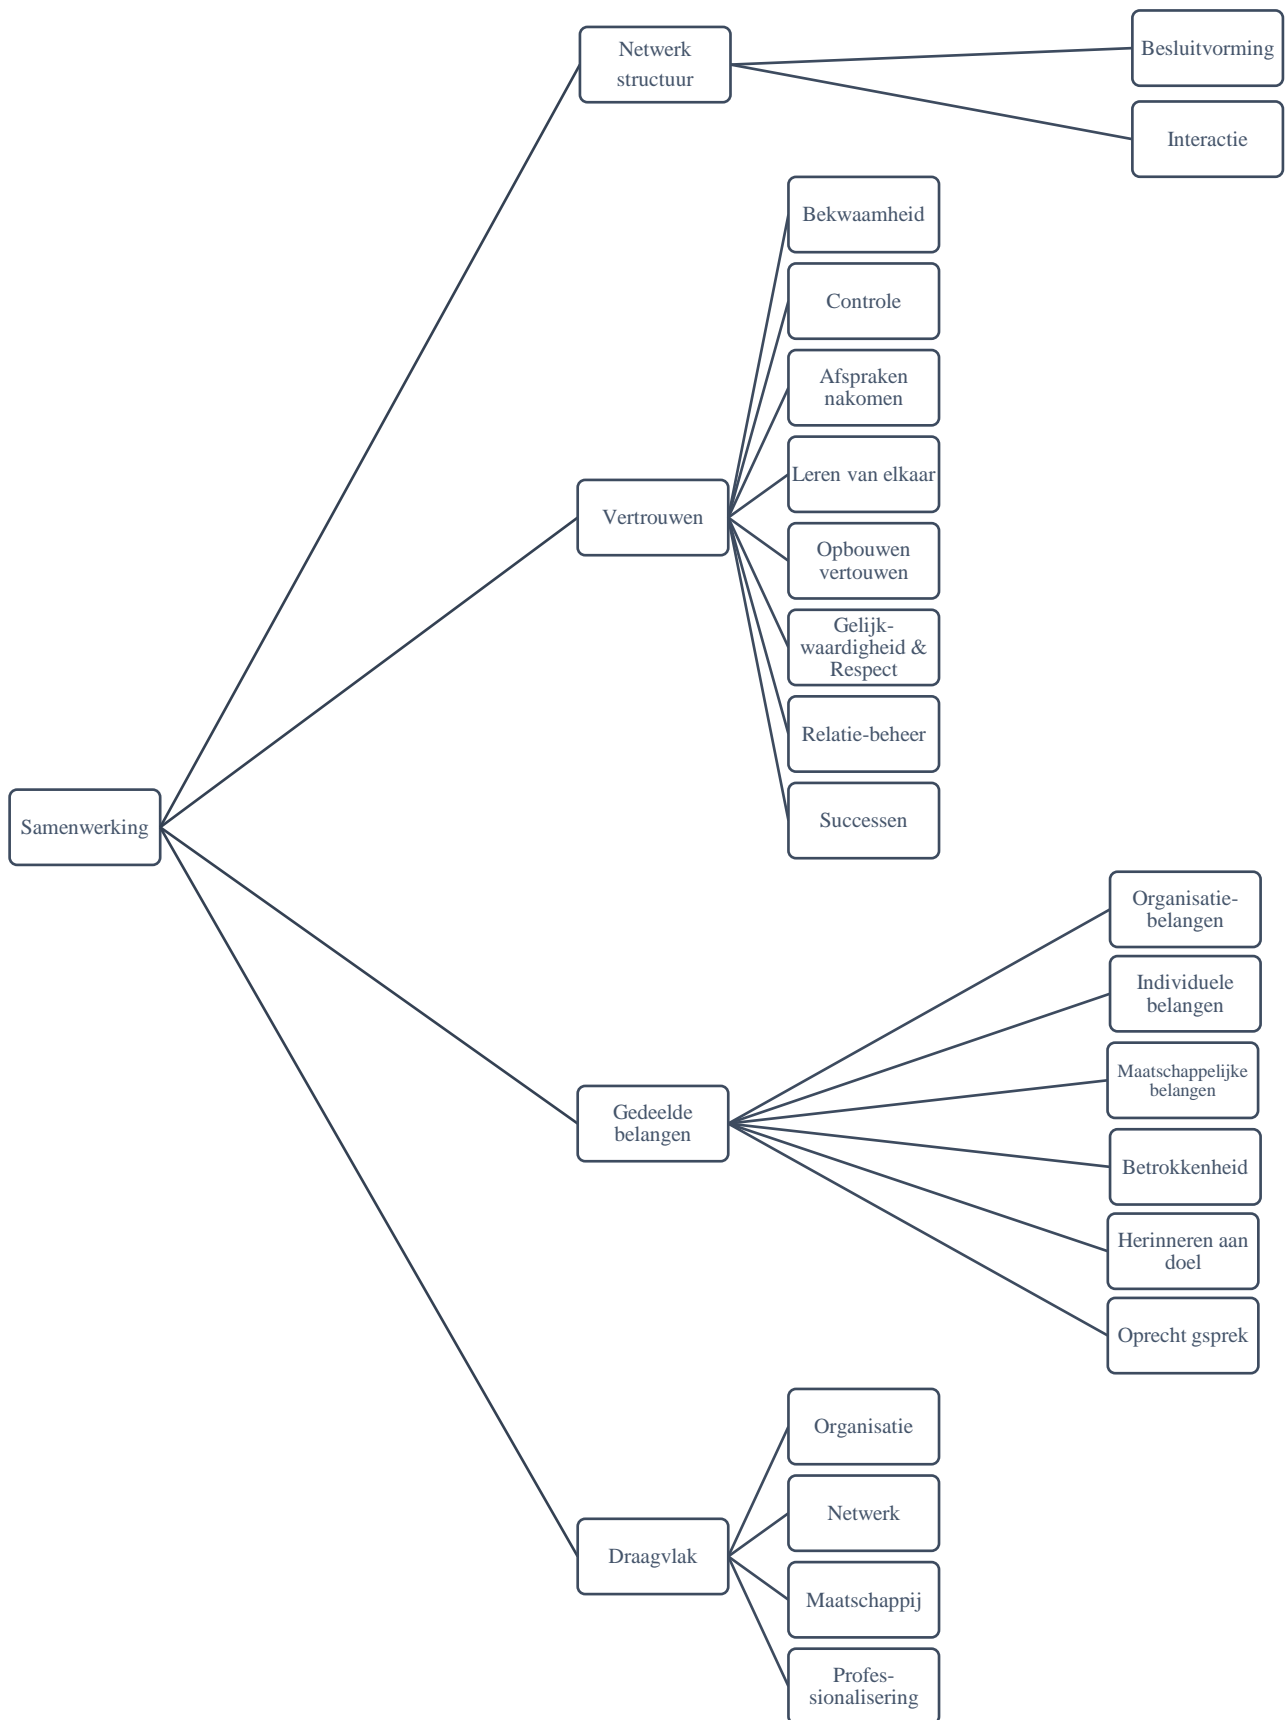 Netwerk
structuur
Besluitvorming
Interactie
Bekwaamheid
Controle
Afspraken
nakomen
Leren van elkaar
Vertrouwen
Opbouwen
vertouwen
Gelijk-
waardigheid &
Respect
Relatie-beheer
Successen
Samenwerking
Organisatie-
belangen
Individuele
belangen
Maatschappelijke
belangen
Gedeelde
belangen
Betrokkenheid
Herinneren aan
doel
Oprecht gsprek
Organisatie
Netwerk
Draagvlak
Maatschappij
Profes-
sionalisering